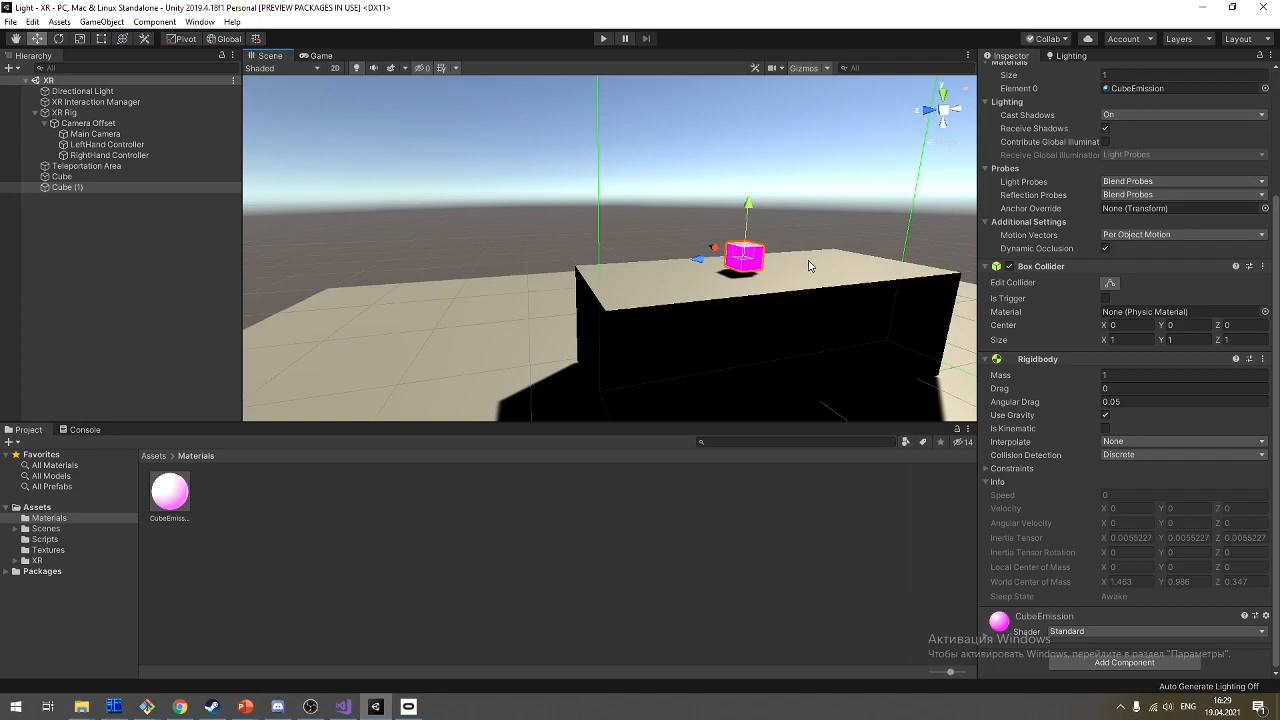 Light - XR - PC, Mac & Linux Standalone - Unity 2019.4.18f1 Personal [PREVIEW PACKAGES IN USE] <DX11>
File Edit Assets GameObject Component Window Help
Pivot Global Collab Account Layers Layout
Hierarchy
All
XR
Directional Light
XR Interaction Manager
XR Rig
Camera Offset
Main Camera
LeftHand Controller
RightHand Controller
Teleportation Area
Cube
Cube (1)
Scene Game
Shaded 2D 0 Gizmos All
y
z
Inspector Lighting
Materials
Size 1
Element 0 CubeEmission
Lighting
Cast Shadows On
Receive Shadows
Contribute Global Illuminat
Receive Global Illumination Light Probes
Probes
Light Probes Blend Probes
Reflection Probes Blend Probes
Anchor Override None (Transform)
Additional Settings
Motion Vectors Per Object Motion
Dynamic Occlusion
Box Collider
Edit Collider
Is Trigger
Material None (Physic Material)
Center X 0 Y 0 Z 0
Size X 1 Y 1 Z 1
Rigidbody
Mass 1
Drag 0
Angular Drag 0.05
Use Gravity
Is Kinematic
Interpolate None
Collision Detection Discrete
Constraints
Info
Speed 0
Velocity X 0 Y 0 Z 0
Angular Velocity X 0 Y 0 Z 0
Inertia Tensor X 0.0055227 Y 0.0055227 Z 0.0055227
Inertia Tensor Rotation X 0 Y 0 Z 0
Local Center of Mass X 0 Y 0 Z 0
World Center of Mass X 1.463 Y 0.986 Z 0.347
Sleep State Awake
CubeEmission
Shader Standard
Add Component
Активация Windows
Чтобы активировать Windows, перейдите в раздел "Параметры".
Project Console
14
Favorites
All Materials
All Models
All Prefabs
Assets
Materials
Scenes
Scripts
Textures
XR
Packages
Assets Materials
CubeEmiss...
Auto Generate Lighting Off
16:29
19.04.2021